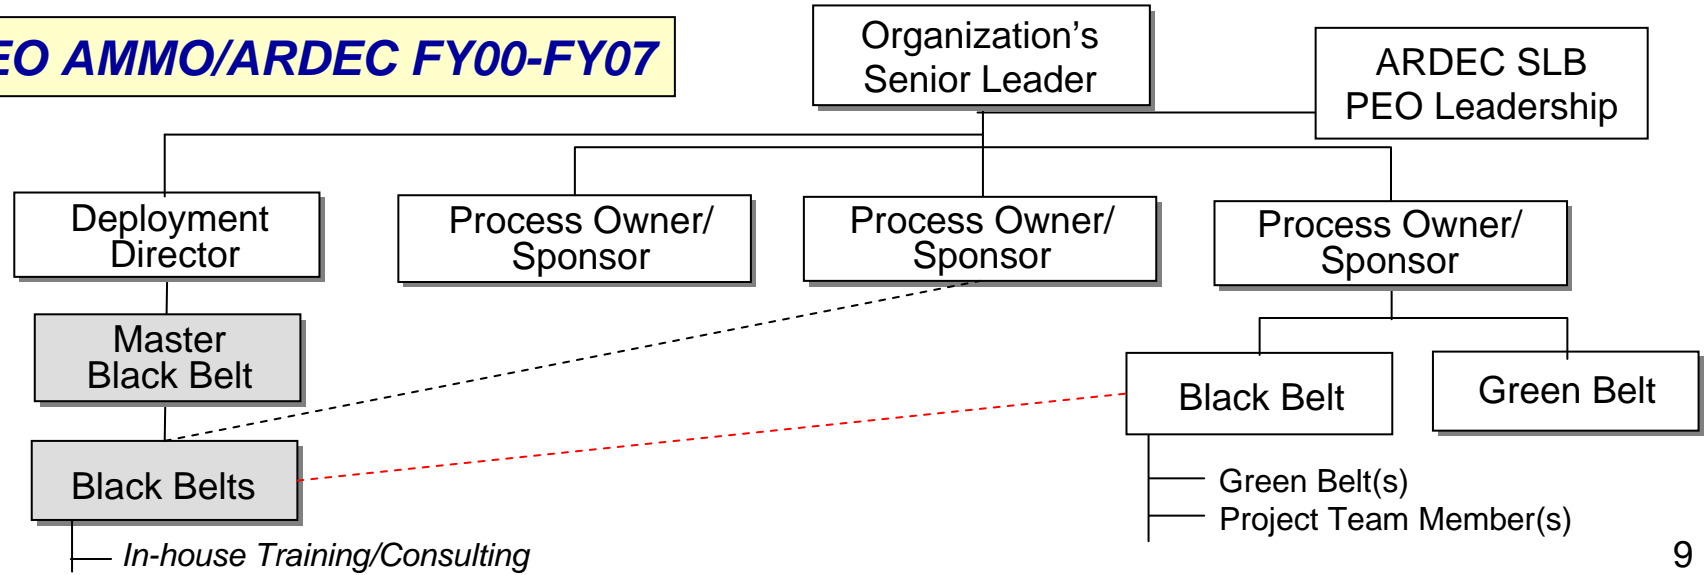 EO AMMO/ARDEC FY00-FY07
Organization's
Senior Leader
ARDEC SLB
PEO Leadership
Deployment
Director
Process Owner/
Sponsor
Process Owner/
Sponsor
Process Owner/
Sponsor
Master
Black Belt
Black Belt
Green Belt
Black Belts
Green Belt(s)
Project Team Member(s)
In-house Training/Consulting
9